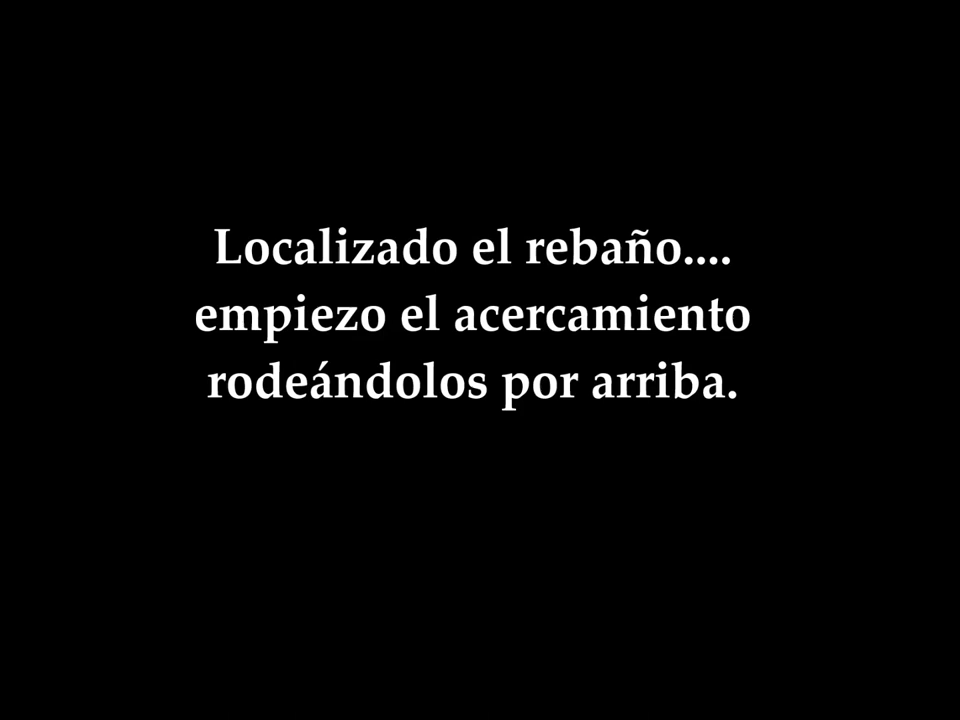 Localizado el rebaño....
empiezo el acercamiento
rodeándolos por arriba.